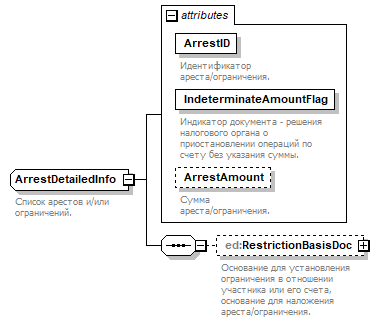 attributes
ArrestID
Идентификатор
ареста/ограничения.
IndeterminateAmountFlag
Индикатор документа - решения
налогового органа о
приостановлении операций по
счету без указания суммы.
ArrestAmount
Сумма
ареста/ограничения.
ArrestDetailedInfo
Список арестов и/или
ограничений.
ed:RestrictionBasisDoc
Основание для установления
ограничения в отношении
участника или его счета,
основание для наложения
ареста/ограничения.